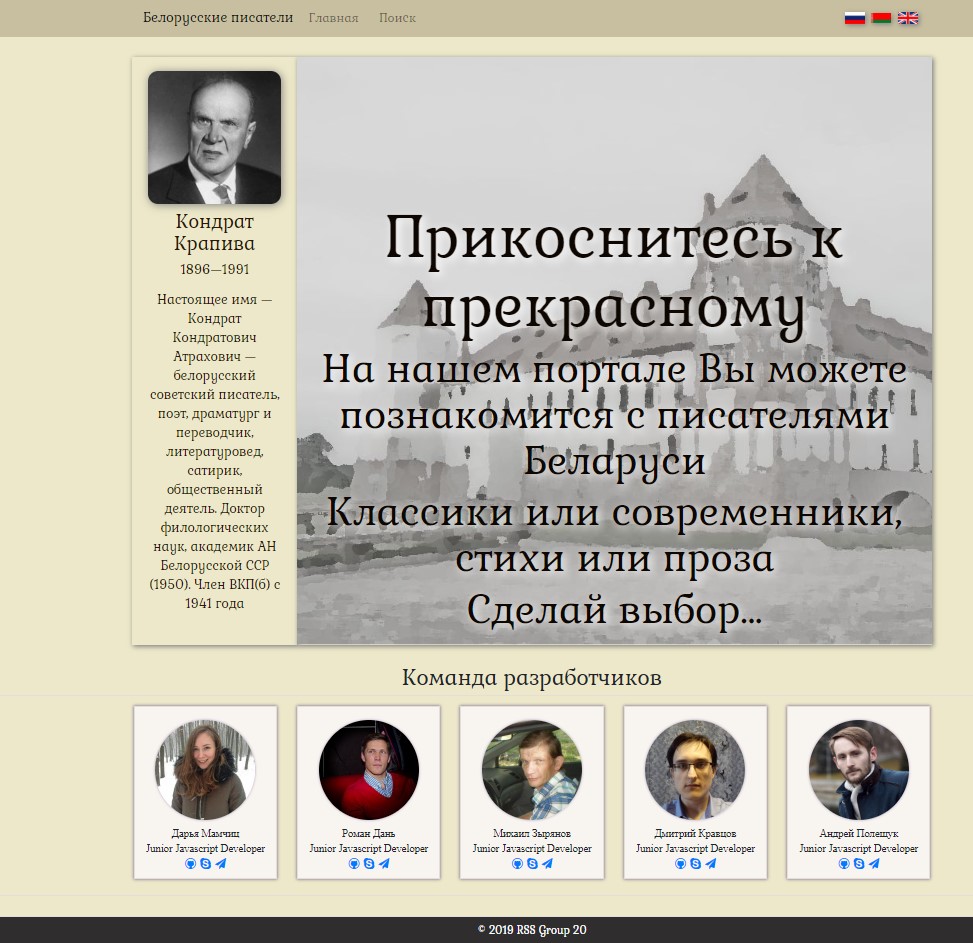 Белорусские писатели Главная Поиск
Кондрат
Крапива
1896—1991
Настоящее имя —
Кондрат
Кондратович
Атрахович —
белорусский
советский писатель,
поэт, драматург и
переводчик,
литературовед,
сатирик,
общественный
деятель. Доктор
филологических
наук, академик АН
Белорусской ССР
(1950). Член ВКП(б) с
1941 года
Прикоснитесь к
прекрасному
На нашем портале Вы можете
познакомится с писателями
Беларуси
Классики или современники,
стихи или проза
Сделай выбор...
Команда разработчиков
Дарья Мамчиц
Junior Javascript Developer
Роман Дань
Junior Javascript Developer
Михаил Зырянов
Junior Javascript Developer
Дмитрий Кравцов
Junior Javascript Developer
Андрей Полещук
Junior Javascript Developer
© 2019 RSS Group 20